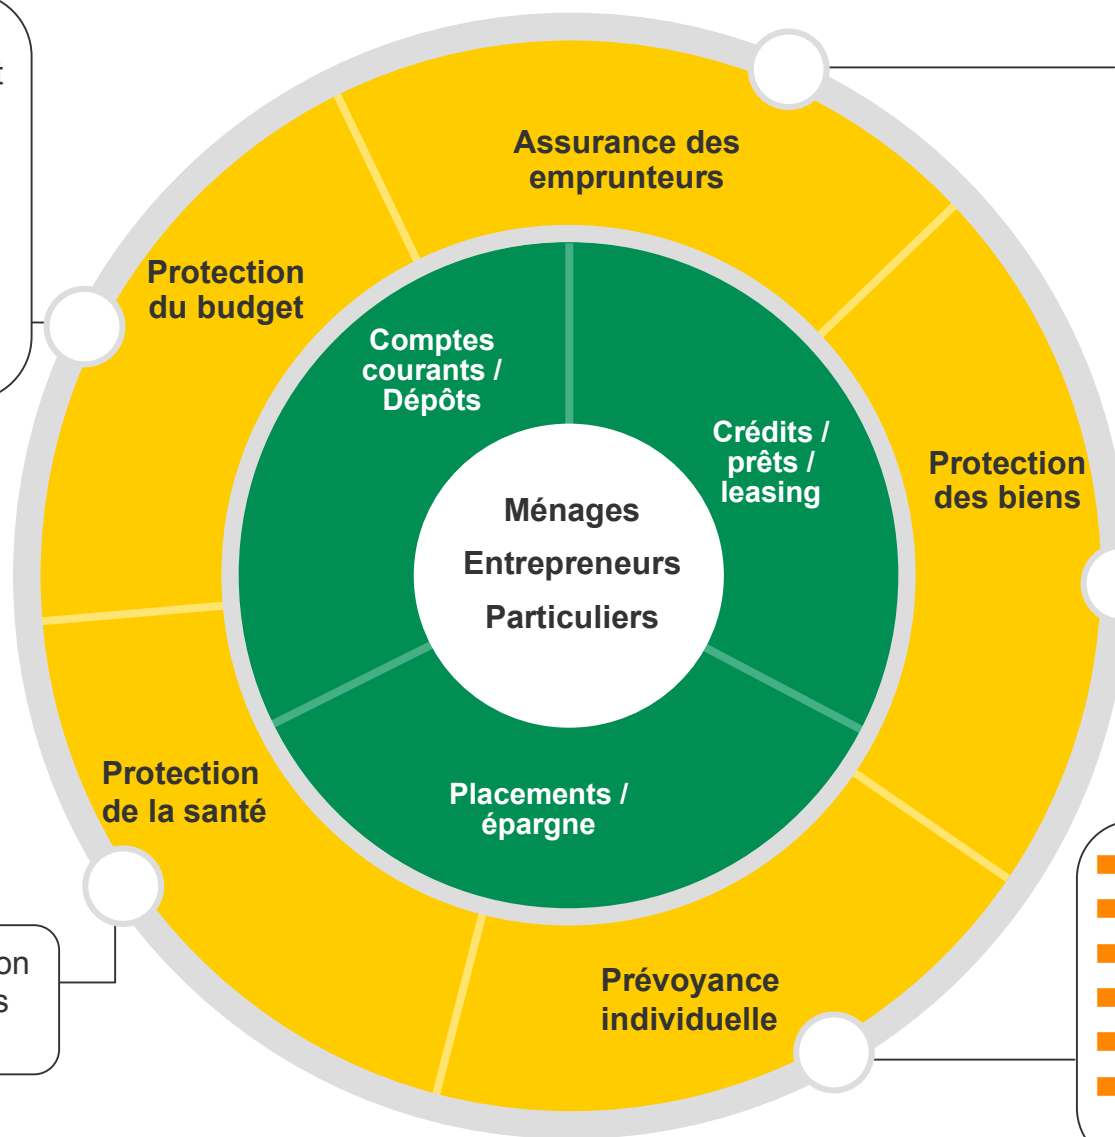 t
Assurance des
emprunteurs
Protection
du budget
Comptes
courants /
Dépôts
Crédits /
prêts /
leasing
Protection
des biens
Ménages
Entrepreneurs
Particuliers
Protection
de la santé
Placements /
épargne
on
s
Prévoyance
individuelle